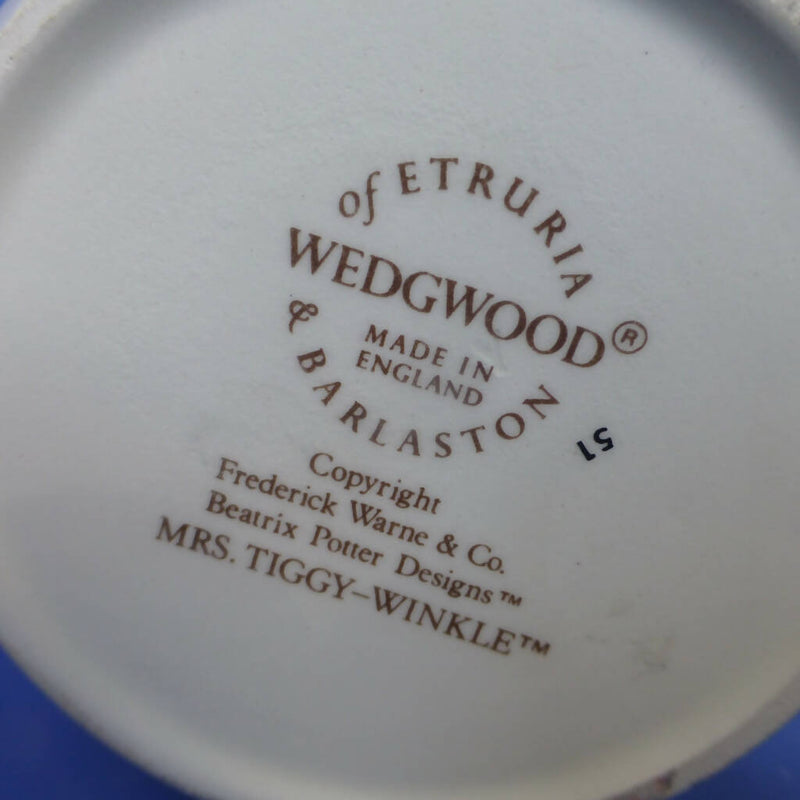 of ETRURIA
WEDGWOOD®
MADE IN
ENGLAND
& BARLASTON
51
Copyright
Frederick Warne & Co.
Beatrix Potter Designs™
MRS. TIGGY-WINKLE™